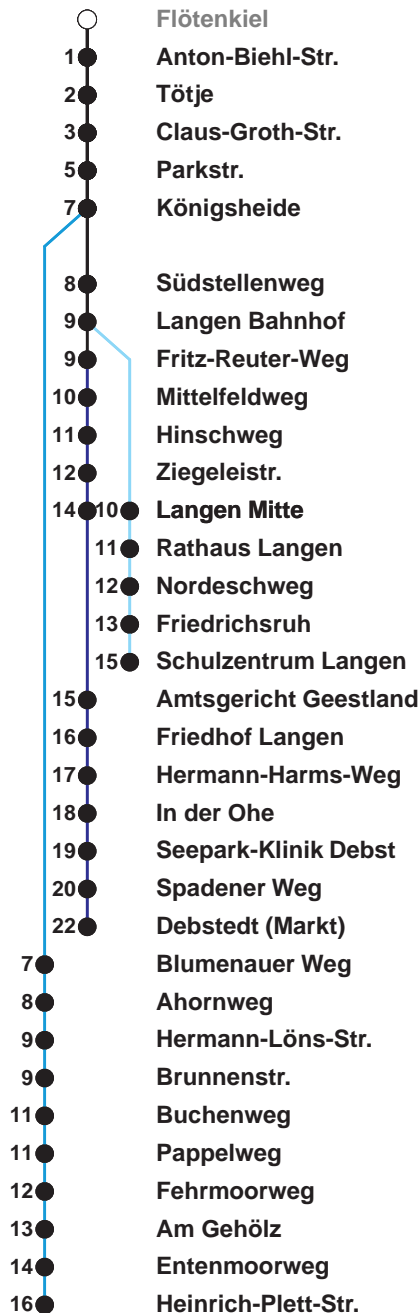 Flötenkiel
1 Anton-Biehl-Str.
2 Tötje
3 Claus-Groth-Str.
5 Parkstr.
7 Königsheide
8 Südstellenweg
9 Langen Bahnhof
9 Fritz-Reuter-Weg
10 Mittelfeldweg
11 Hinschweg
12 Ziegeleistr.
14 10 Langen Mitte
11 Rathaus Langen
12 Nordeschweg
13 Friedrichsruh
15 Schulzentrum Langen
15 Amtsgericht Geestland
16 Friedhof Langen
17 Hermann-Harms-Weg
18 In der Ohe
19 Seepark-Klinik Debst
20 Spadener Weg
22 Debstedt (Markt)
7 Blumenauer Weg
8 Ahornweg
9 Hermann-Löns-Str.
9 Brunnenstr.
11 Buchenweg
11 Pappelweg
12 Fehrmoorweg
13 Am Gehölz
14 Entenmoorweg
16 Heinrich-Plett-Str.